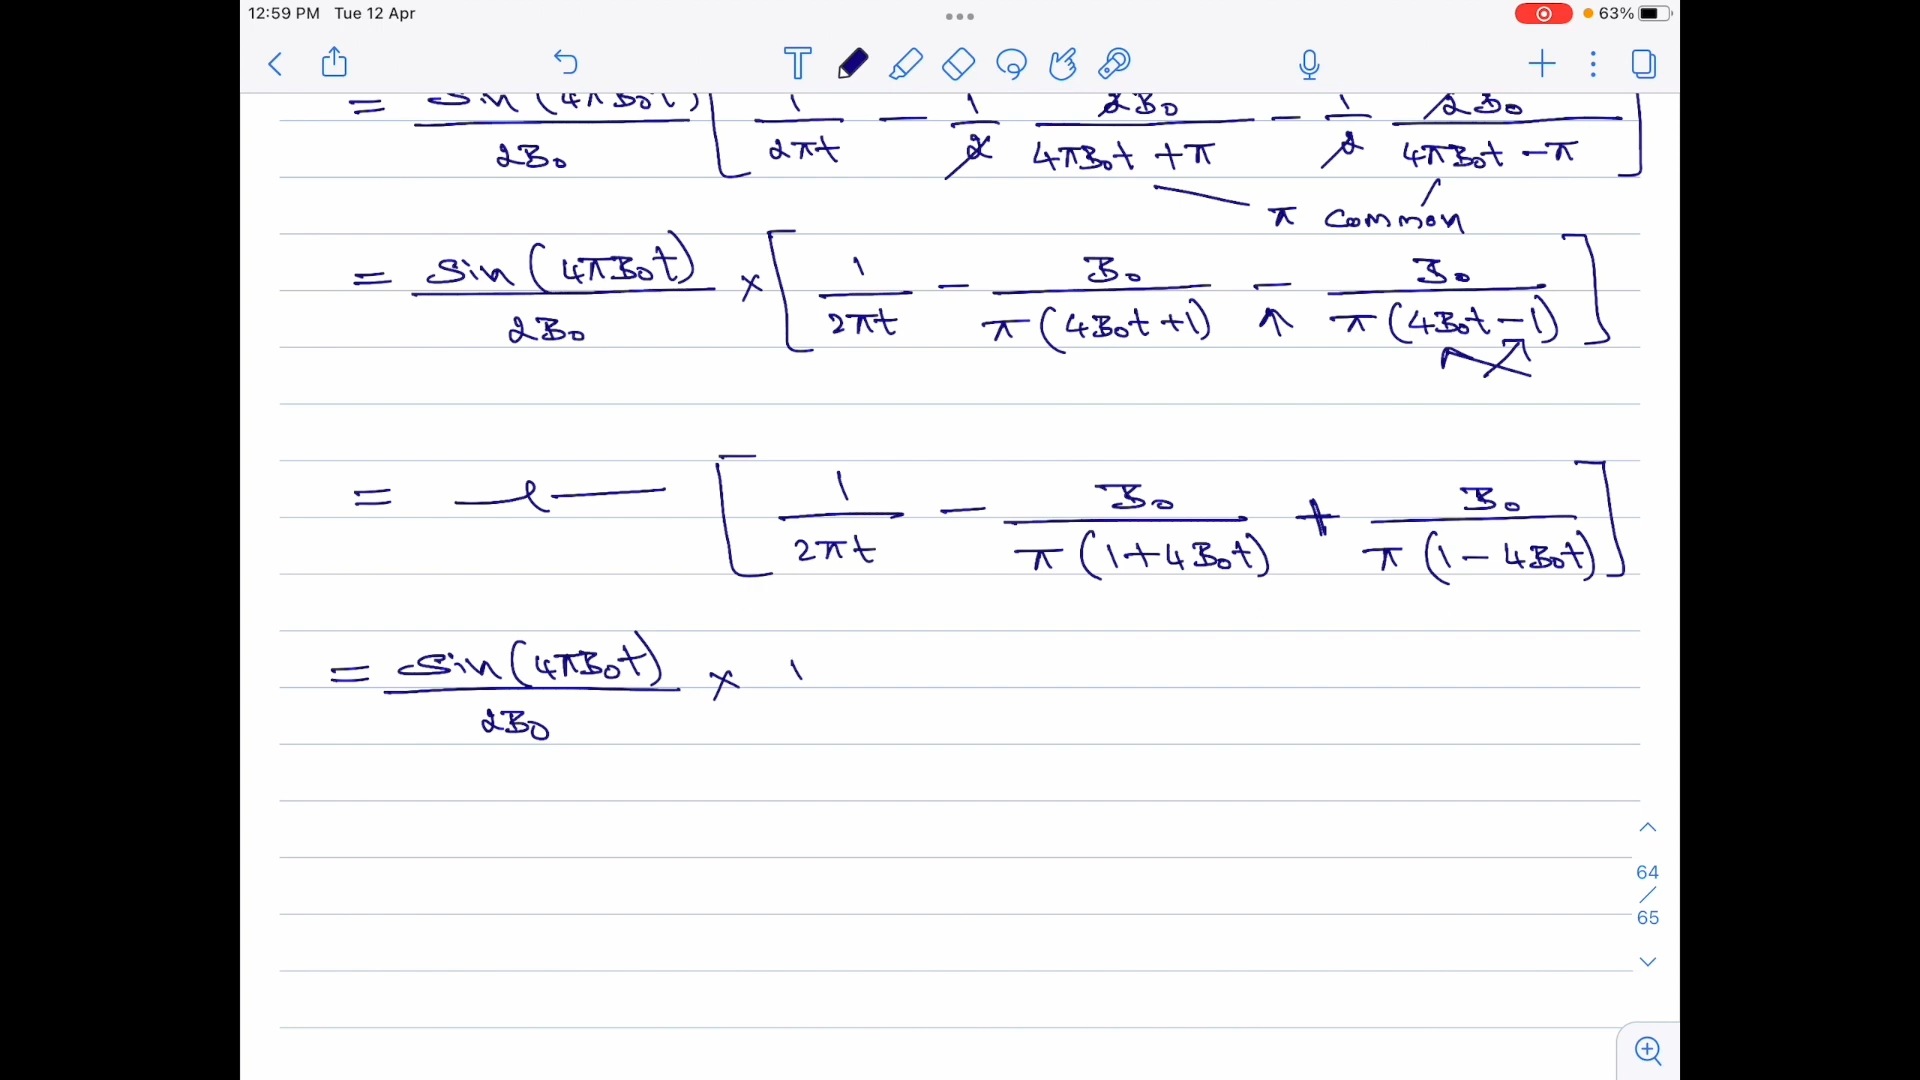 12:59 PM Tue 12 Apr 63%
T
= sin (4πB₀t) / 2B₀ [ 1 / 2πt − 1/2 2B₀ / 4πB₀t + π − 1/2 2B₀ / 4πB₀t − π ]
π common
= sin (4πB₀t) / 2B₀ × [ 1 / 2πt − B₀ / π(4B₀t+1) − B₀ / π(4B₀t−1) ]
= [ 1 / 2πt − B₀ / π(1+4B₀t) + B₀ / π(1−4B₀t) ]
= sin (4πB₀t) / 2B₀ ×
64
65